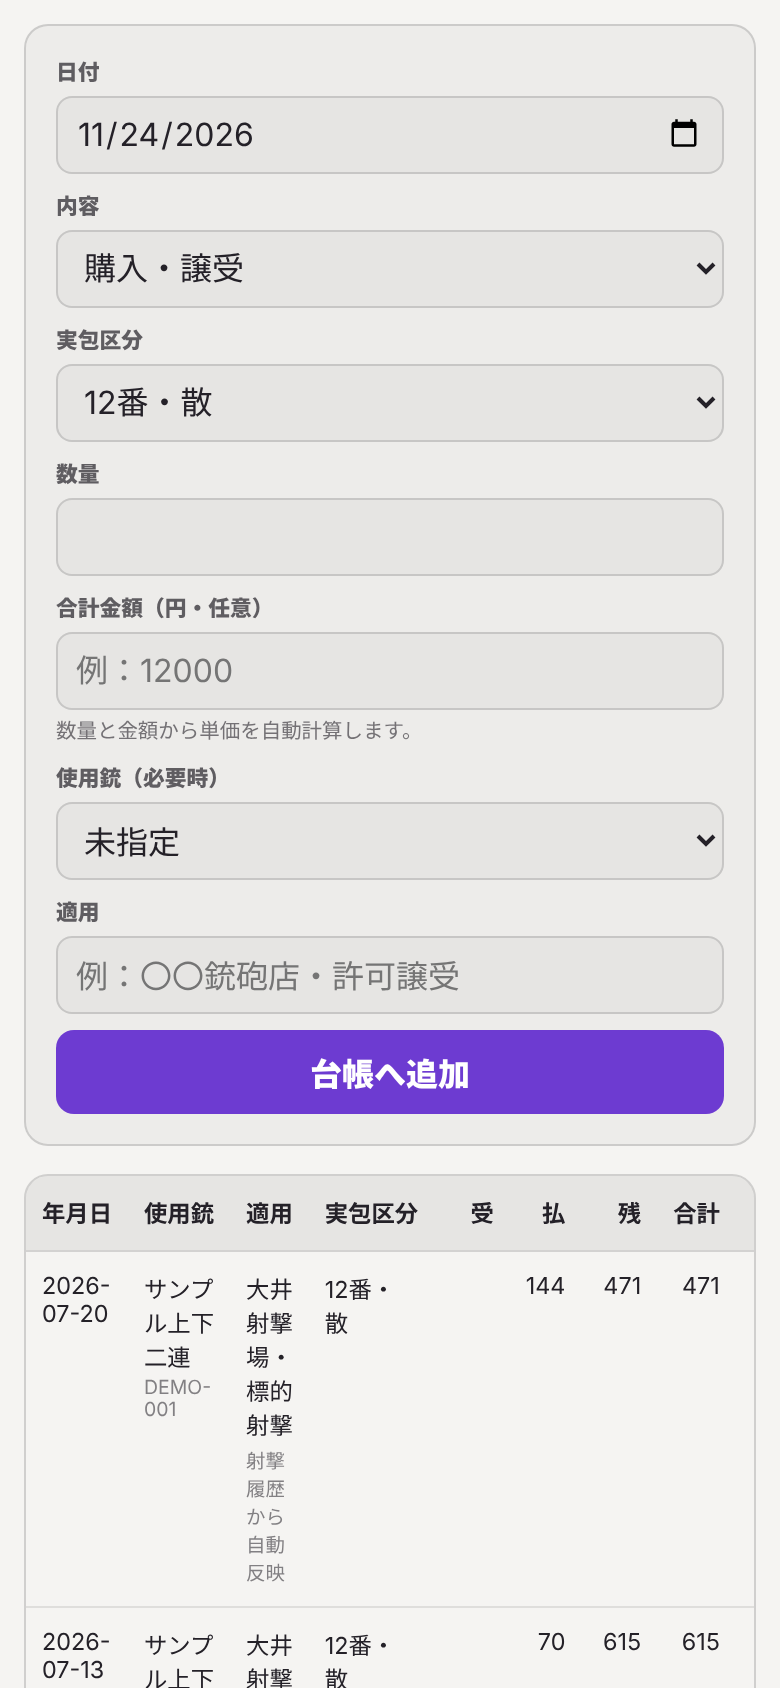 日付
11/24/2026
内容
購入・譲受
実包区分
12番・散
数量
合計金額（円・任意）
例：12000
数量と金額から単価を自動計算します。
使用銃（必要時）
未指定
適用
例：〇〇銃砲店・許可譲受
台帳へ追加
年月日 使用銃 適用 実包区分 受 払 残 合計
2026-
07-20
サンプ
ル上下
二連
DEMO-
001
大井
射撃
場・
標的
射撃
射撃
履歴
から
自動
反映
12番・
散
144 471 471
2026-
07-13
サンプ
ル上下
大井
射撃
12番・
散
70 615 615